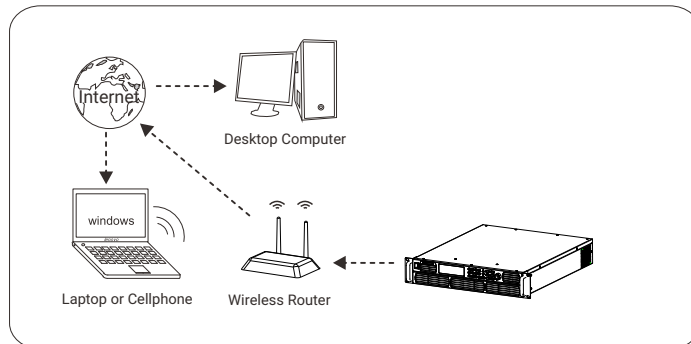 Internet
Desktop Computer
windows
Laptop or Cellphone
Wireless Router